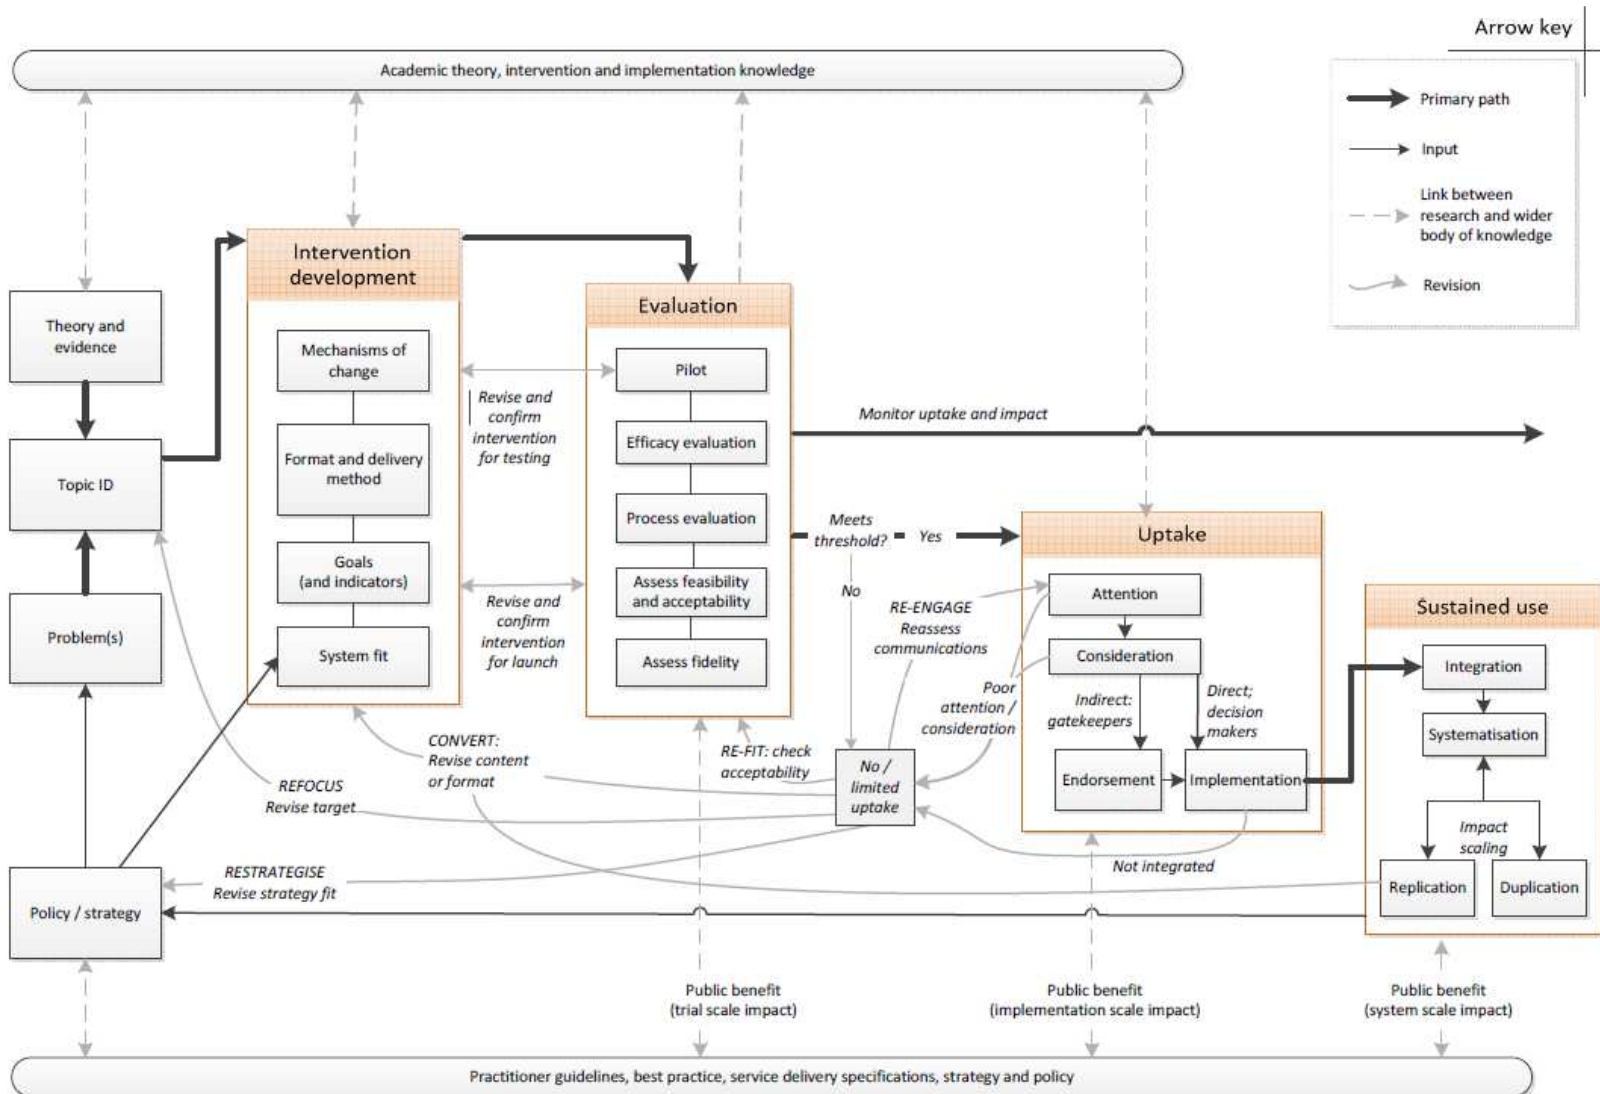 Arrow key
Academic theory, intervention and implementation knowledge
Primary path
Input
Link between
research and wider
body of knowledge
Revision
Theory and
evidence
Topic ID
Problem(s)
Policy / strategy
Intervention
development
Mechanisms of
change
Format and delivery
method
Goals
(and indicators)
System fit
Revise and
confirm
intervention
for testing
Revise and
confirm
intervention
for launch
Evaluation
Pilot
Efficacy evaluation
Process evaluation
Assess feasibility
and acceptability
Assess fidelity
Monitor uptake and impact
Meets
threshold?
Yes
No
Uptake
Attention
Consideration
Indirect:
gatekeepers
Direct;
decision
makers
Endorsement
Implementation
Sustained use
Integration
Systematisation
Impact
scaling
Replication
Duplication
RE-ENGAGE
Reassess
communications
Poor
attention /
consideration
RE-FIT: check
acceptability
No /
limited
uptake
CONVERT:
Revise content
or format
REFOCUS
Revise target
RESTRATEGISE
Revise strategy fit
Not integrated
Public benefit
(trial scale impact)
Public benefit
(implementation scale impact)
Public benefit
(system scale impact)
Practitioner guidelines, best practice, service delivery specifications, strategy and policy